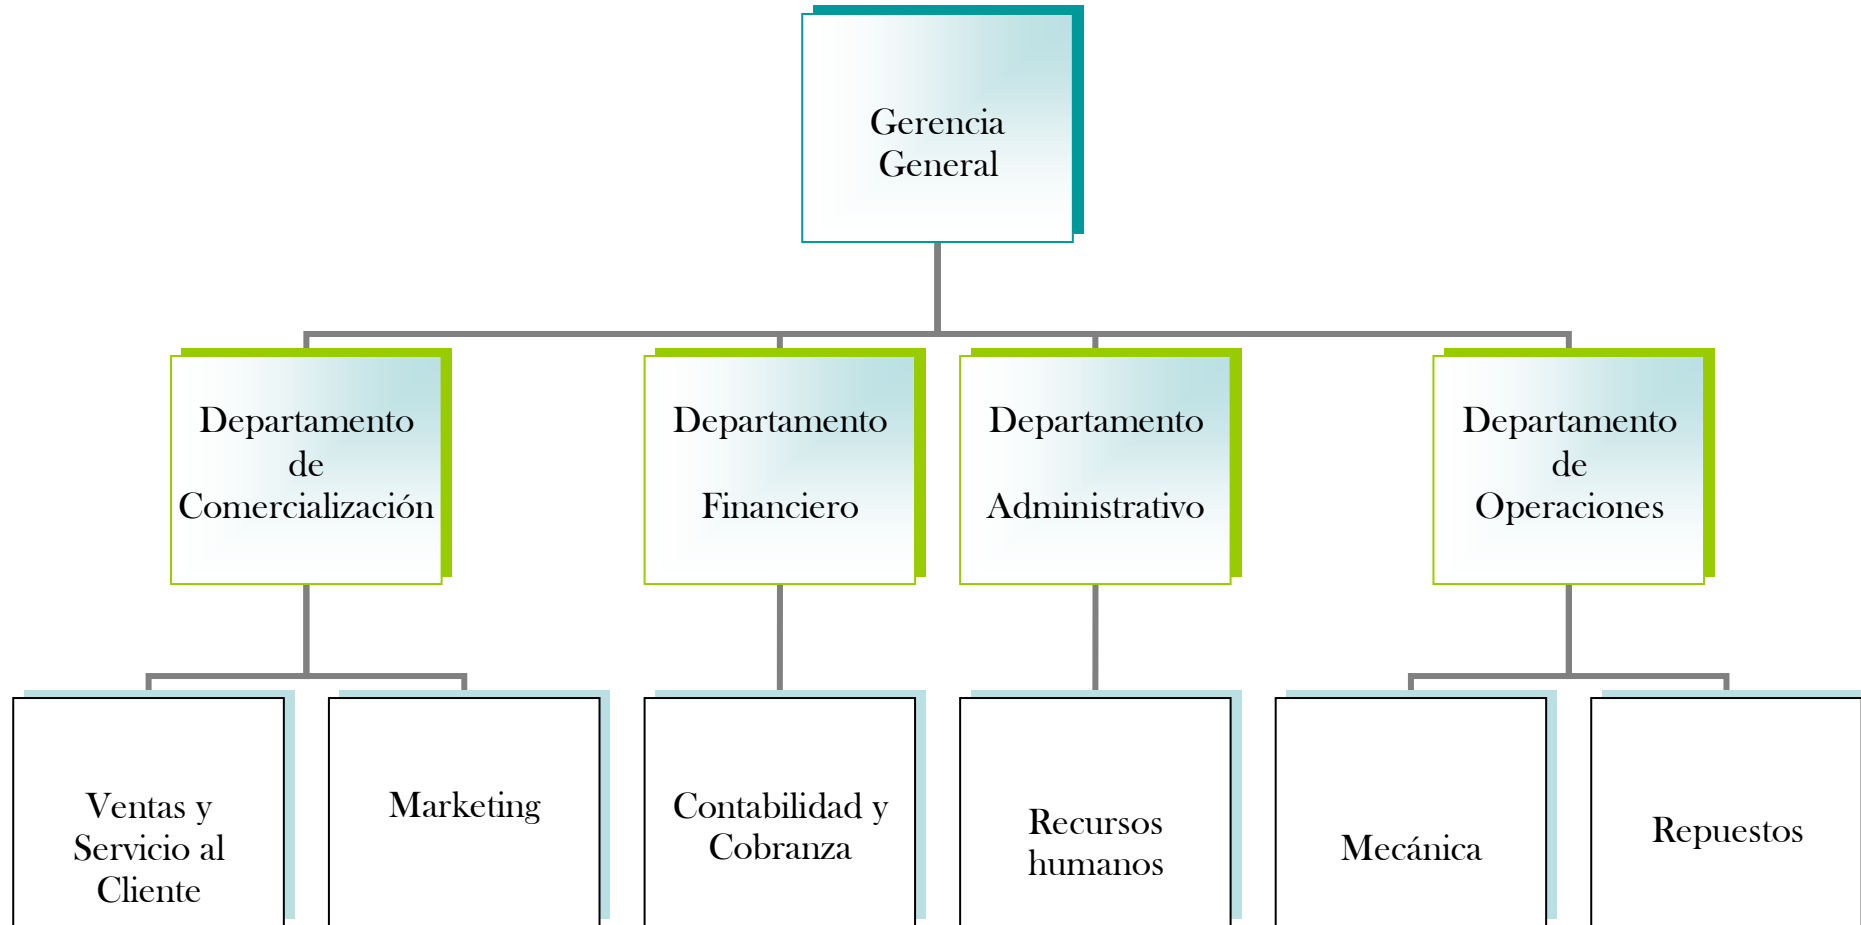 Gerencia
General
Departamento
de
Comercialización
Departamento
Financiero
Departamento
Administrativo
Departamento
de
Operaciones
Ventas y
Servicio al
Cliente
Marketing
Contabilidad y
Cobranza
Recursos
humanos
Mecánica
Repuestos